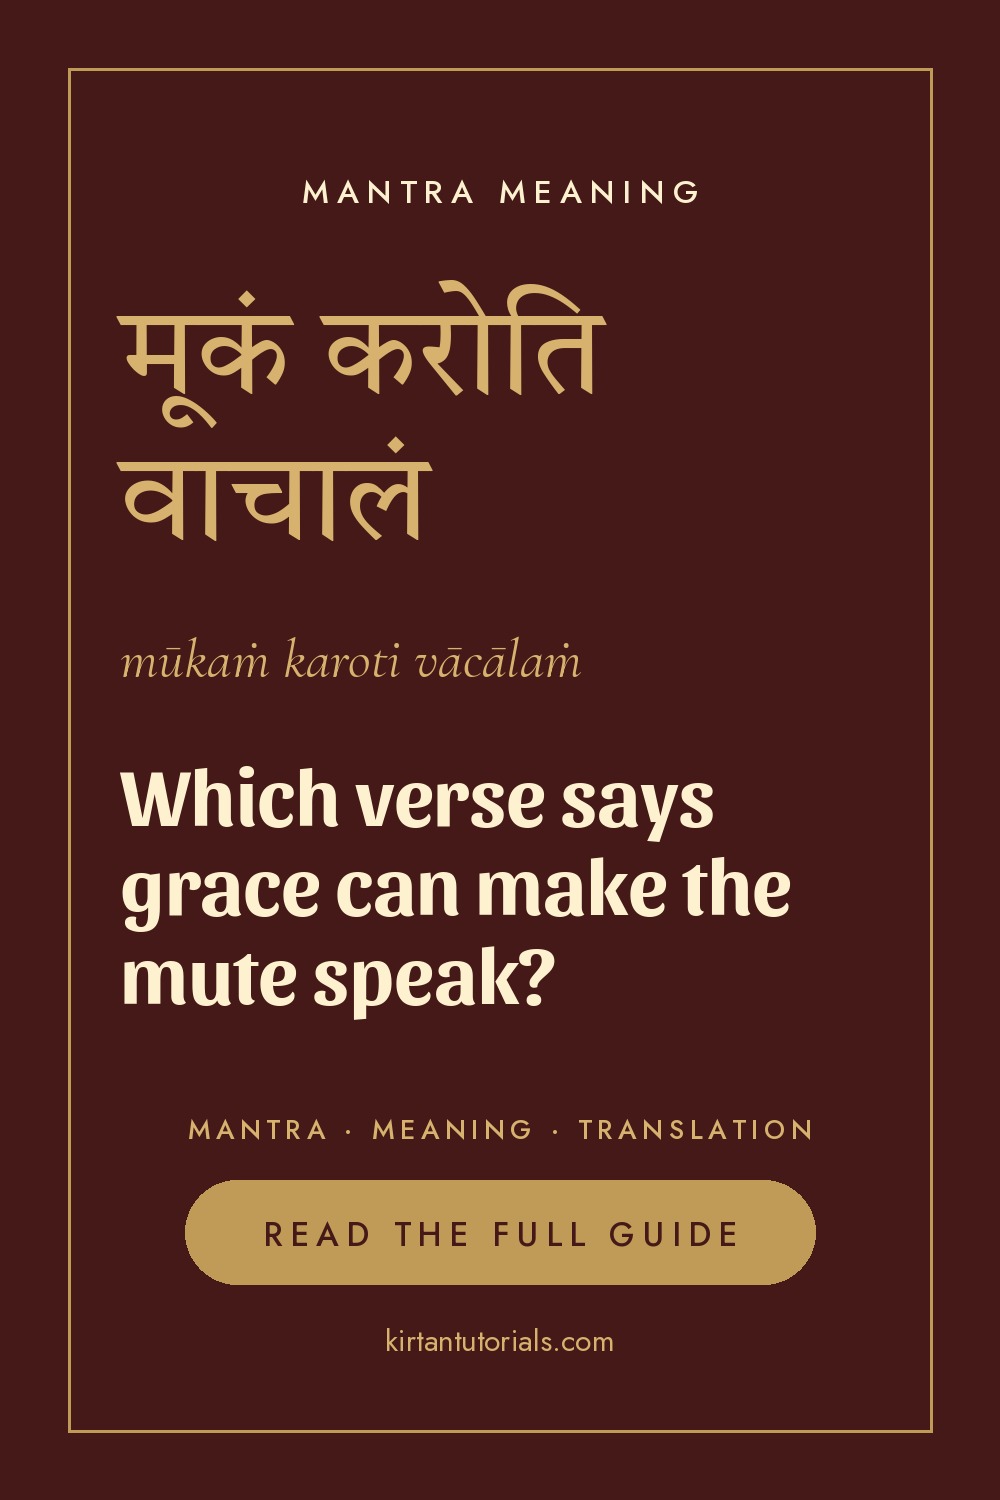 MANTRA MEANING
मूकं करोति
वाचालं
mūkaṁ karoti vācālaṁ
Which verse says
grace can make the
mute speak?
MANTRA · MEANING · TRANSLATION
READ THE FULL GUIDE
kirtantutorials.com